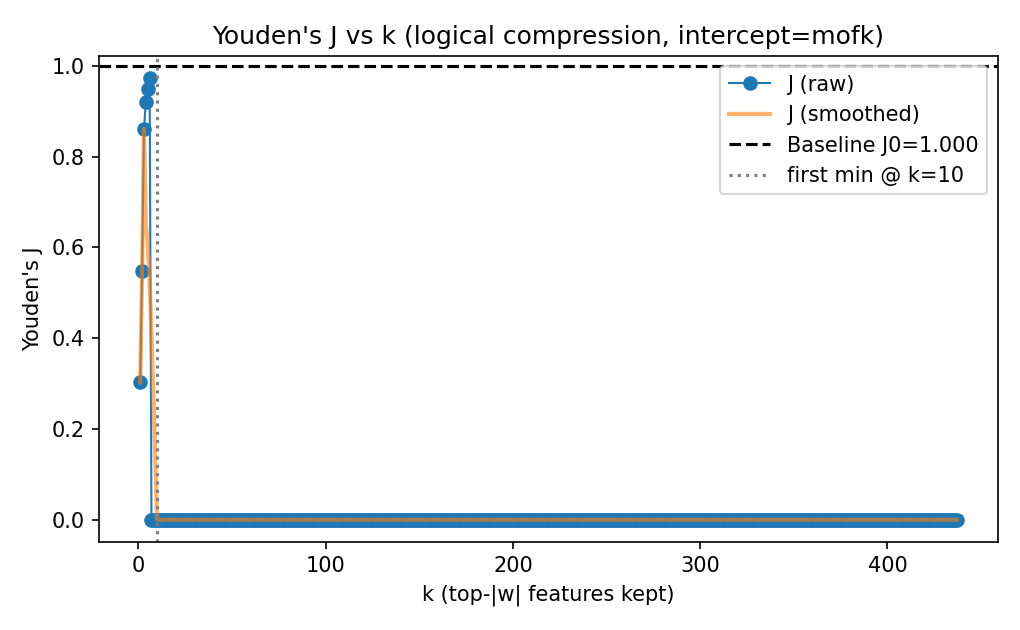 Youden's J vs k (logical compression, intercept=mofk)
J (raw)
J (smoothed)
Baseline J0=1.000
first min @ k=10
Youden's J
1.0
0.8
0.6
0.4
0.2
0.0
0 100 200 300 400
k (top-|w| features kept)